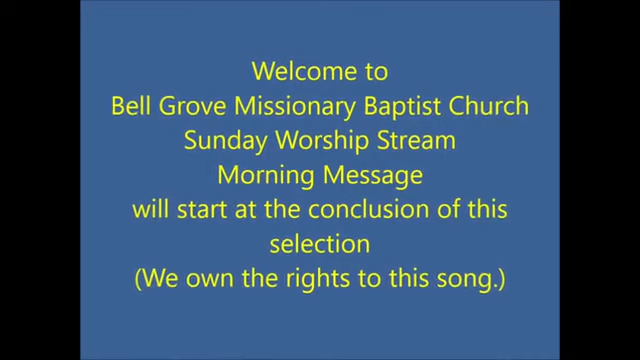 Welcome to
Bell Grove Missionary Baptist Church
Sunday Worship Stream
Morning Message
will start at the conclusion of this
selection
(We own the rights to this song.)